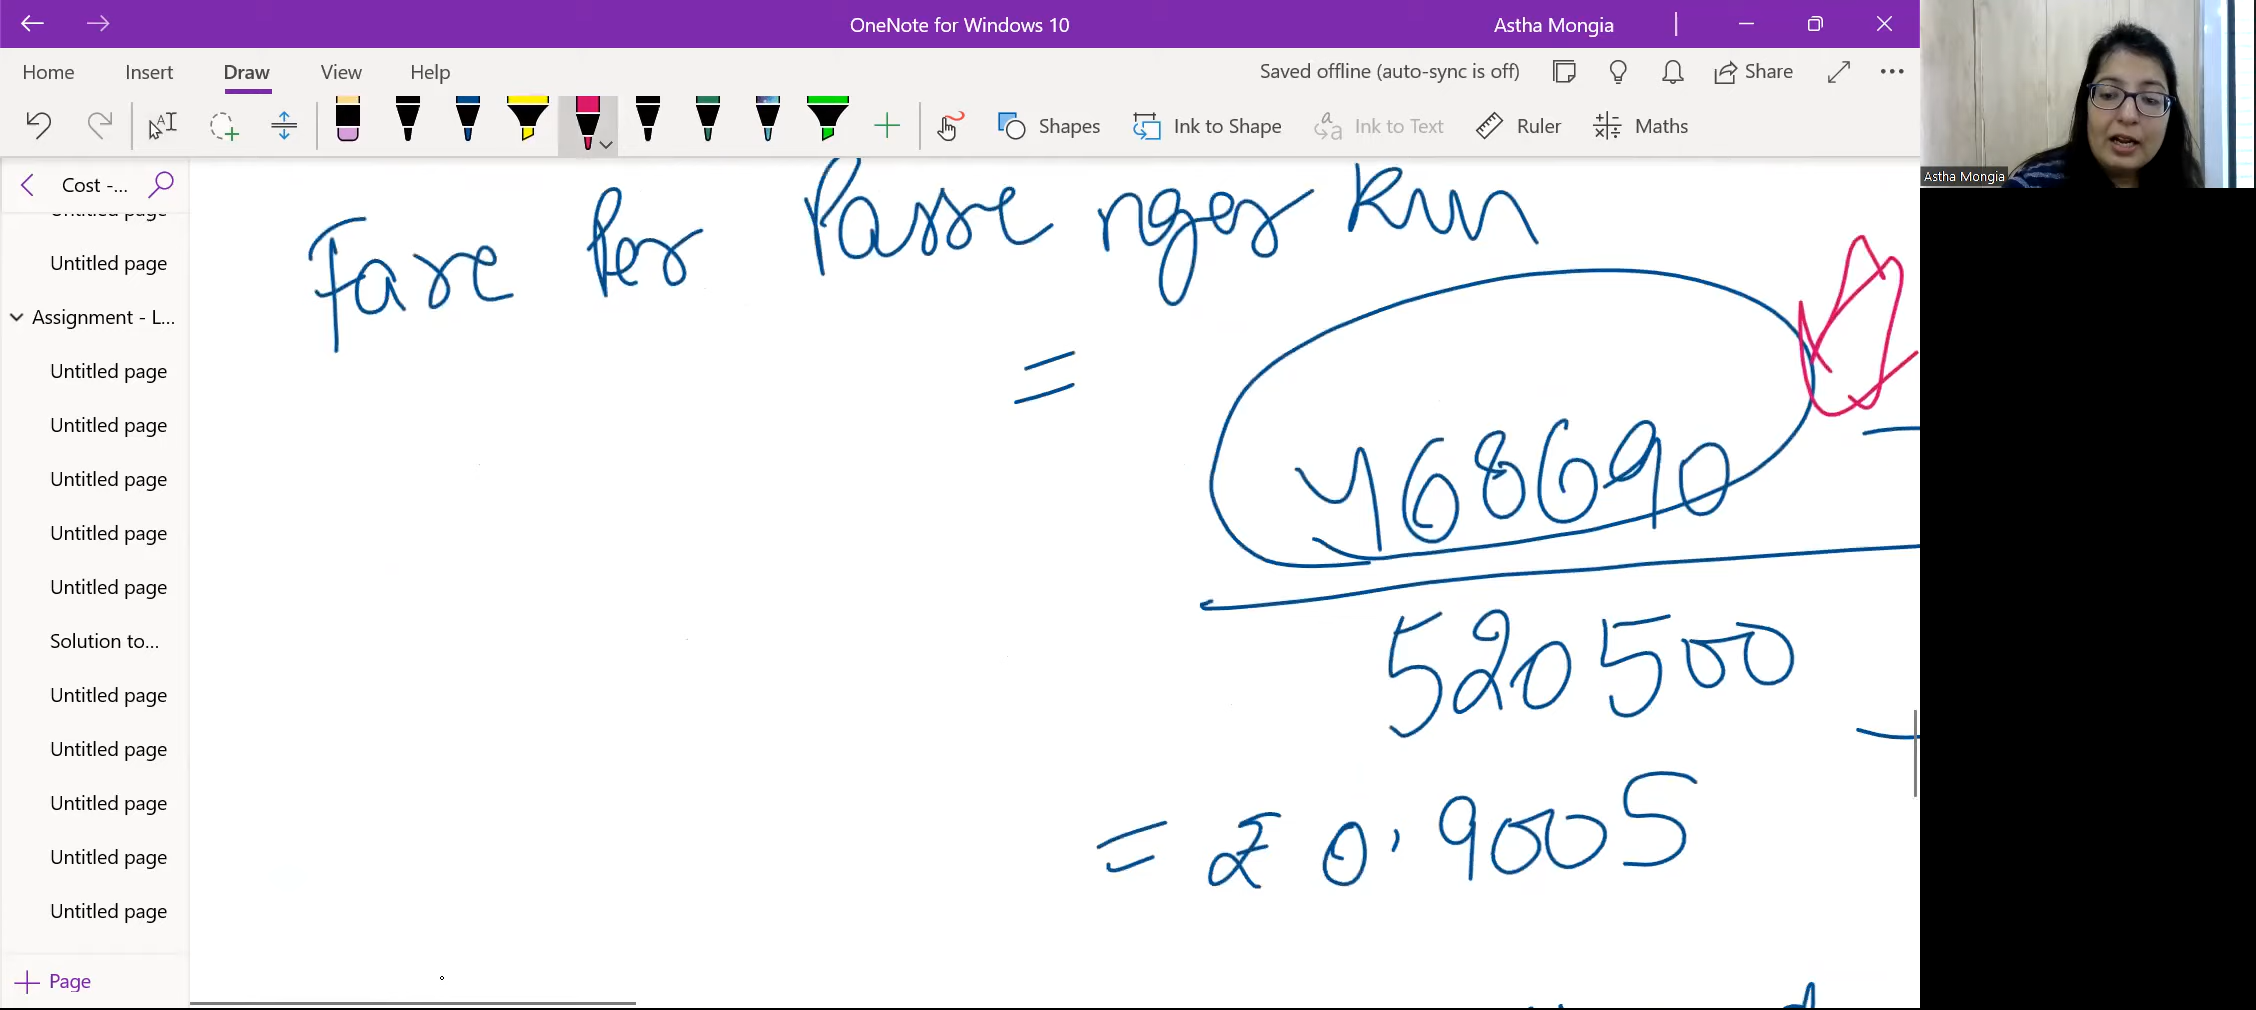 OneNote for Windows 10
Astha Mongia
Home Insert Draw View Help
Saved offline (auto-sync is off)
Share
Shapes
Ink to Shape
Ink to Text
Ruler
Maths
Cost -...
Untitled page
Untitled page
Assignment - L...
Untitled page
Untitled page
Untitled page
Untitled page
Untitled page
Solution to...
Untitled page
Untitled page
Untitled page
Untitled page
Untitled page
Page
Fare Per Passenger Km
=
468690
520500
= ₹ 0.9005
Astha Mongia